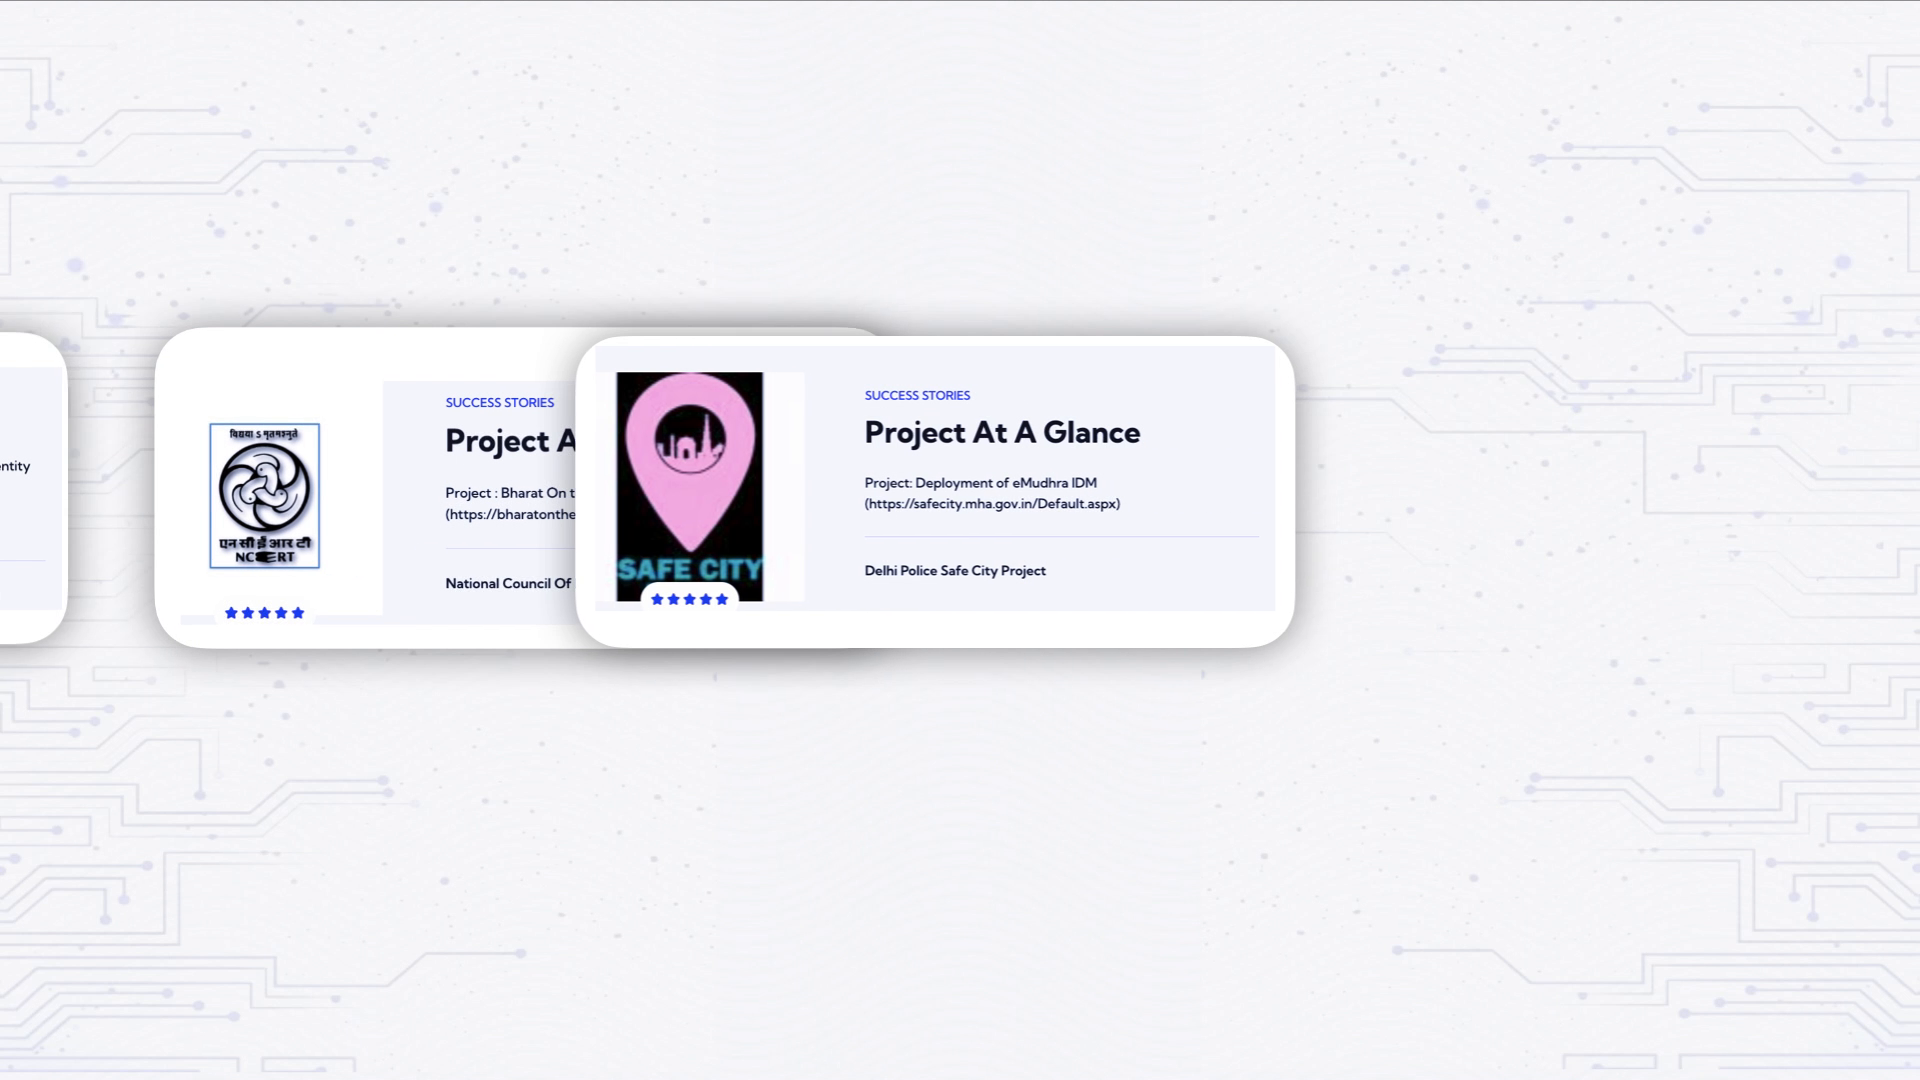 entity
विद्यया ऽ मृतमश्नुते
एन सी ई आर टी
NCERT
SUCCESS STORIES
Project A
Project : Bharat On t
(https://bharatonthe
National Council Of
SAFE CITY
SUCCESS STORIES
Project At A Glance
Project: Deployment of eMudhra IDM
(https://safecity.mha.gov.in/Default.aspx)
Delhi Police Safe City Project